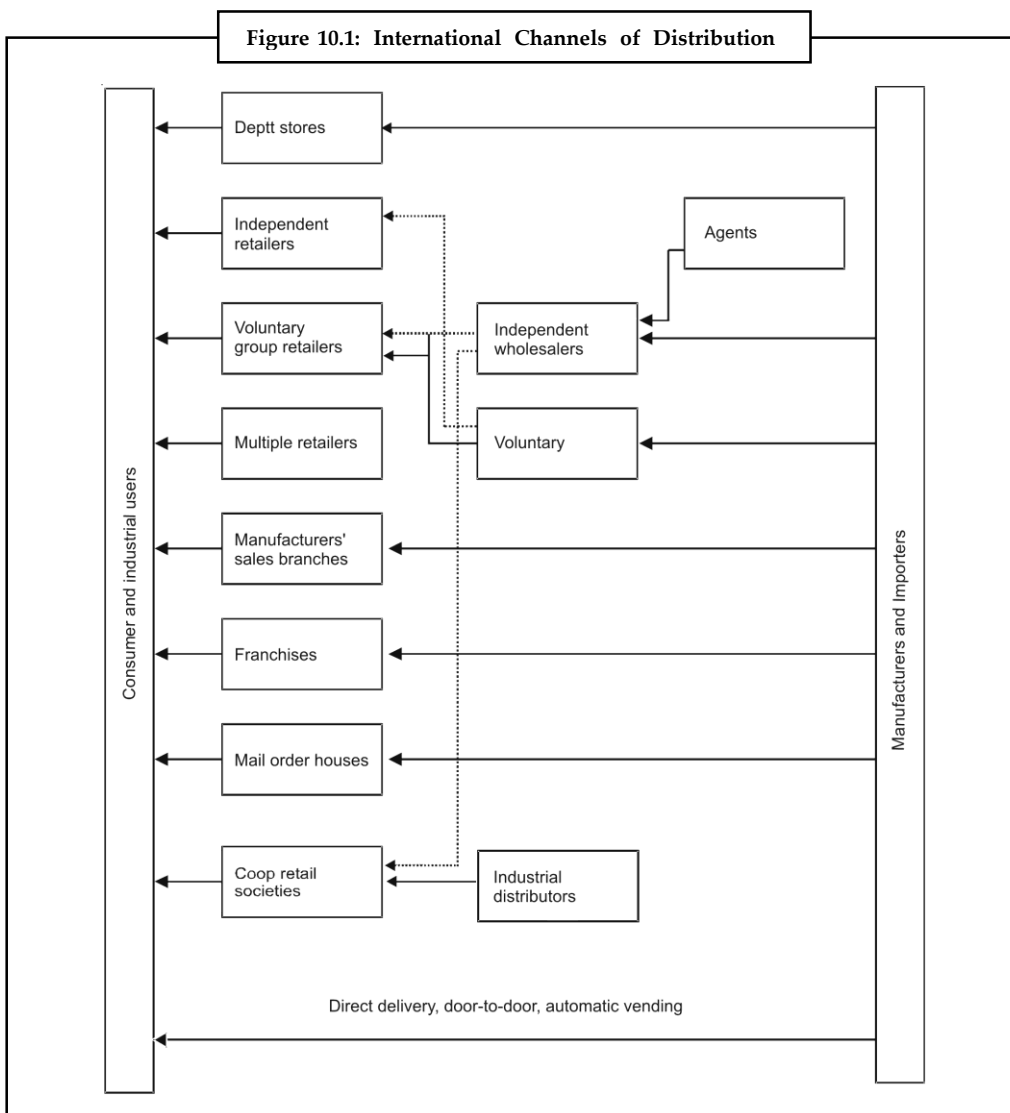 Figure 10.1: International Channels of Distribution
Deptt stores
Independent
retailers
Agents
Voluntary
group retailers
Independent
wholesalers
Multiple retailers
Voluntary
Manufacturers'
sales branches
Franchises
Mail order houses
Coop retail
societies
Industrial
distributors
Direct delivery, door-to-door, automatic vending
Consumer and industrial users
Manufacturers and Importers